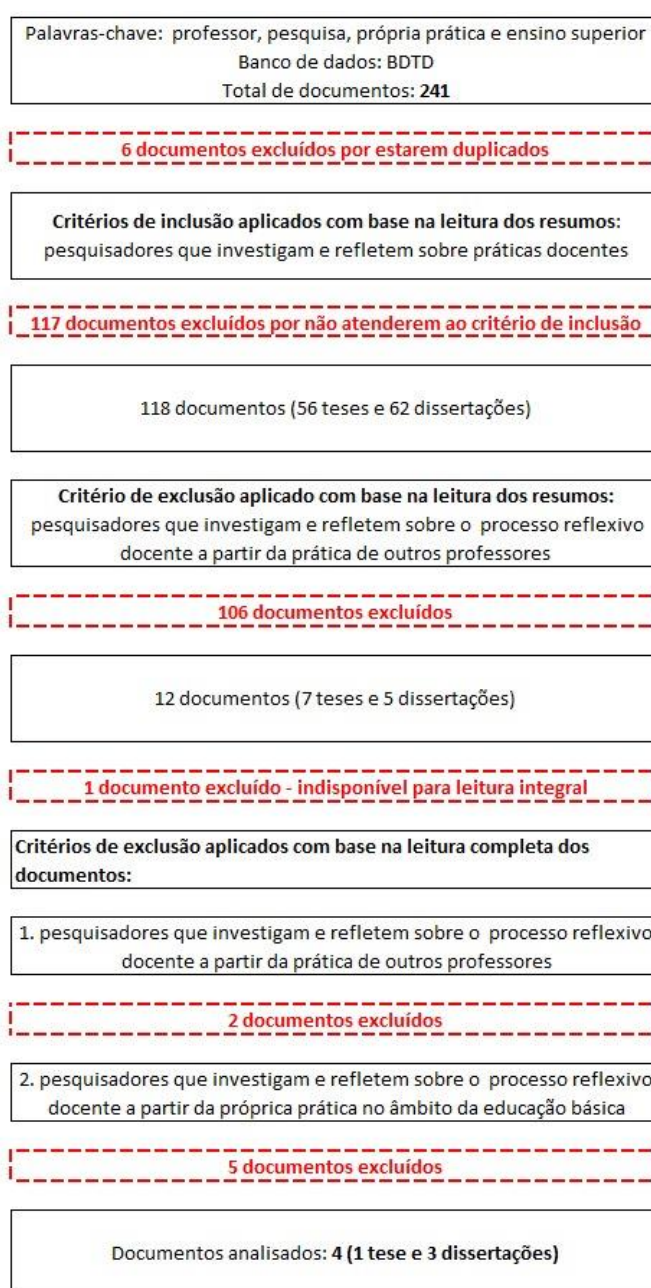 Palavras-chave: professor, pesquisa, própria prática e ensino superior
Banco de dados: BDTD
Total de documentos: 241
6 documentos excluídos por estarem duplicados
Critérios de inclusão aplicados com base na leitura dos resumos:
pesquisadores que investigam e refletem sobre práticas docentes
117 documentos excluídos por não atenderem ao critério de inclusão
118 documentos (56 teses e 62 dissertações)
Critério de exclusão aplicado com base na leitura dos resumos:
pesquisadores que investigam e refletem sobre o processo reflexivo
docente a partir da prática de outros professores
106 documentos excluídos
12 documentos (7 teses e 5 dissertações)
1 documento excluído - indisponível para leitura integral
Critérios de exclusão aplicados com base na leitura completa dos
documentos:
1. pesquisadores que investigam e refletem sobre o processo reflexivo
docente a partir da prática de outros professores
2 documentos excluídos
2. pesquisadores que investigam e refletem sobre o processo reflexivo
docente a partir da próprica prática no âmbito da educação básica
5 documentos excluídos
Documentos analisados: 4 (1 tese e 3 dissertações)